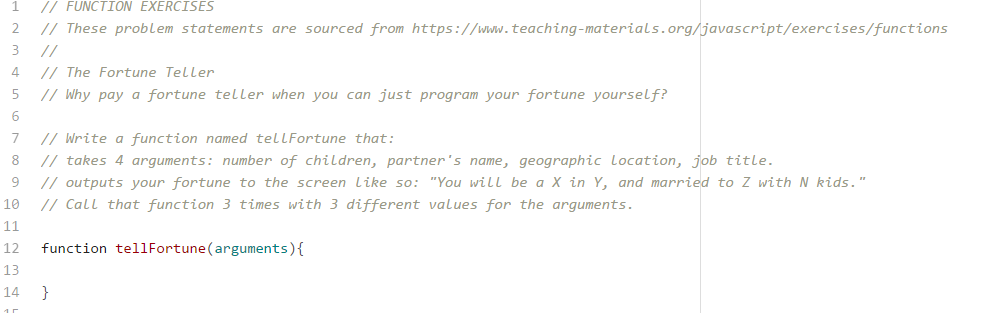 1 // FUNCTION EXERCISES
2 // These problem statements are sourced from https://www.teaching-materials.org/javascript/exercises/functions
3 //
4 // The Fortune Teller
5 // Why pay a fortune teller when you can just program your fortune yourself?
6
7 // Write a function named tellFortune that:
8 // takes 4 arguments: number of children, partner's name, geographic location, job title.
9 // outputs your fortune to the screen like so: "You will be a X in Y, and married to Z with N kids."
10 // Call that function 3 times with 3 different values for the arguments.
11
12 function tellFortune(arguments){
13
14 }